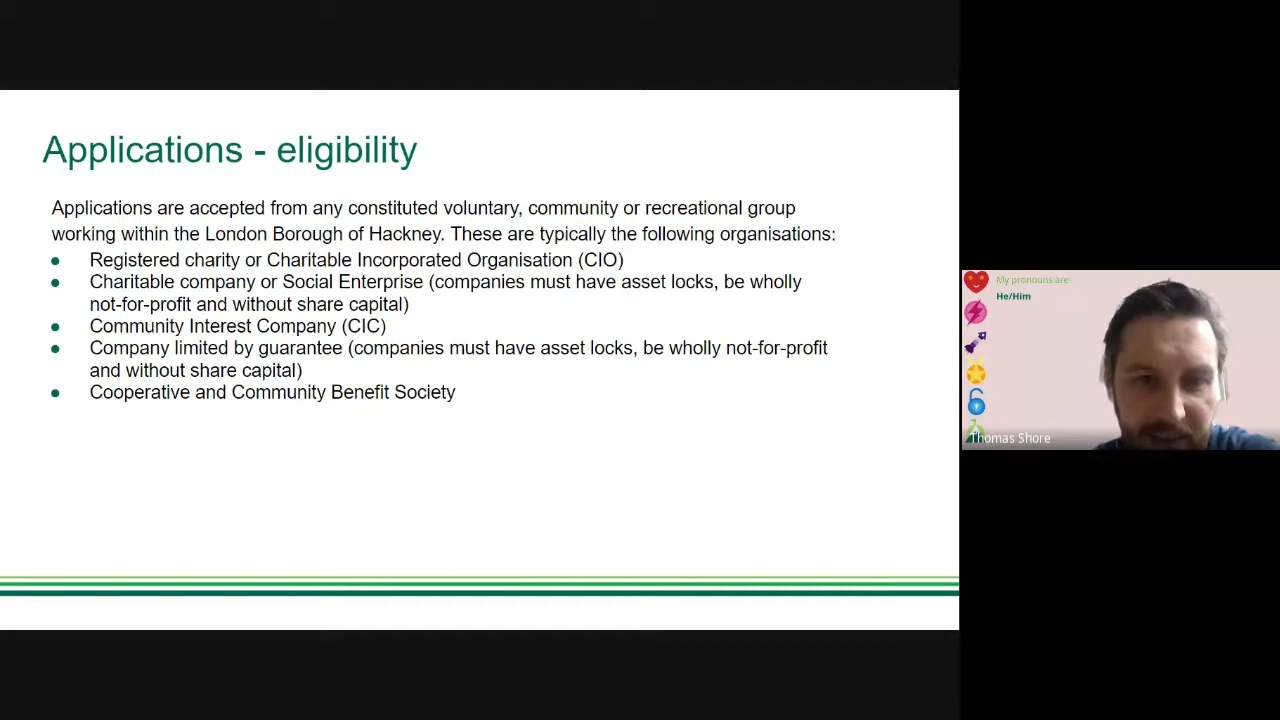 Applications - eligibility
Applications are accepted from any constituted voluntary, community or recreational group
working within the London Borough of Hackney. These are typically the following organisations:
● Registered charity or Charitable Incorporated Organisation (CIO)
● Charitable company or Social Enterprise (companies must have asset locks, be wholly
not-for-profit and without share capital)
● Community Interest Company (CIC)
● Company limited by guarantee (companies must have asset locks, be wholly not-for-profit
and without share capital)
● Cooperative and Community Benefit Society
My pronouns are:
He/Him
Thomas Shore